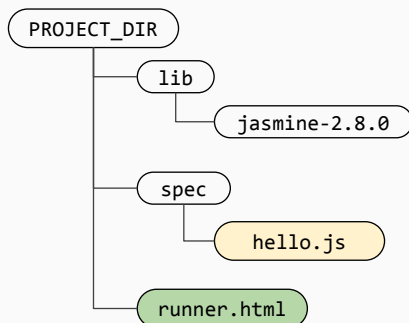 PROJECT_DIR
lib
jasmine-2.8.0
spec
hello.js
runner.html